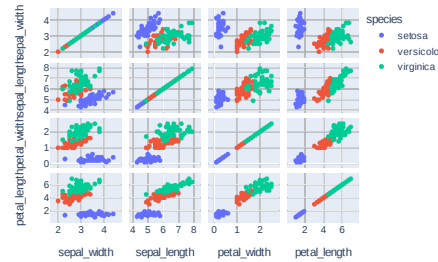 species
setosa
versicolo
virginica
sepal_width
4
3
2
sepal_length
8
7
6
5
4
petal_width
2
1
0
petal_length
6
4
2
2 3 4
4 5 6 7 8
0 1 2
2 4 6
sepal_width sepal_length petal_width petal_length